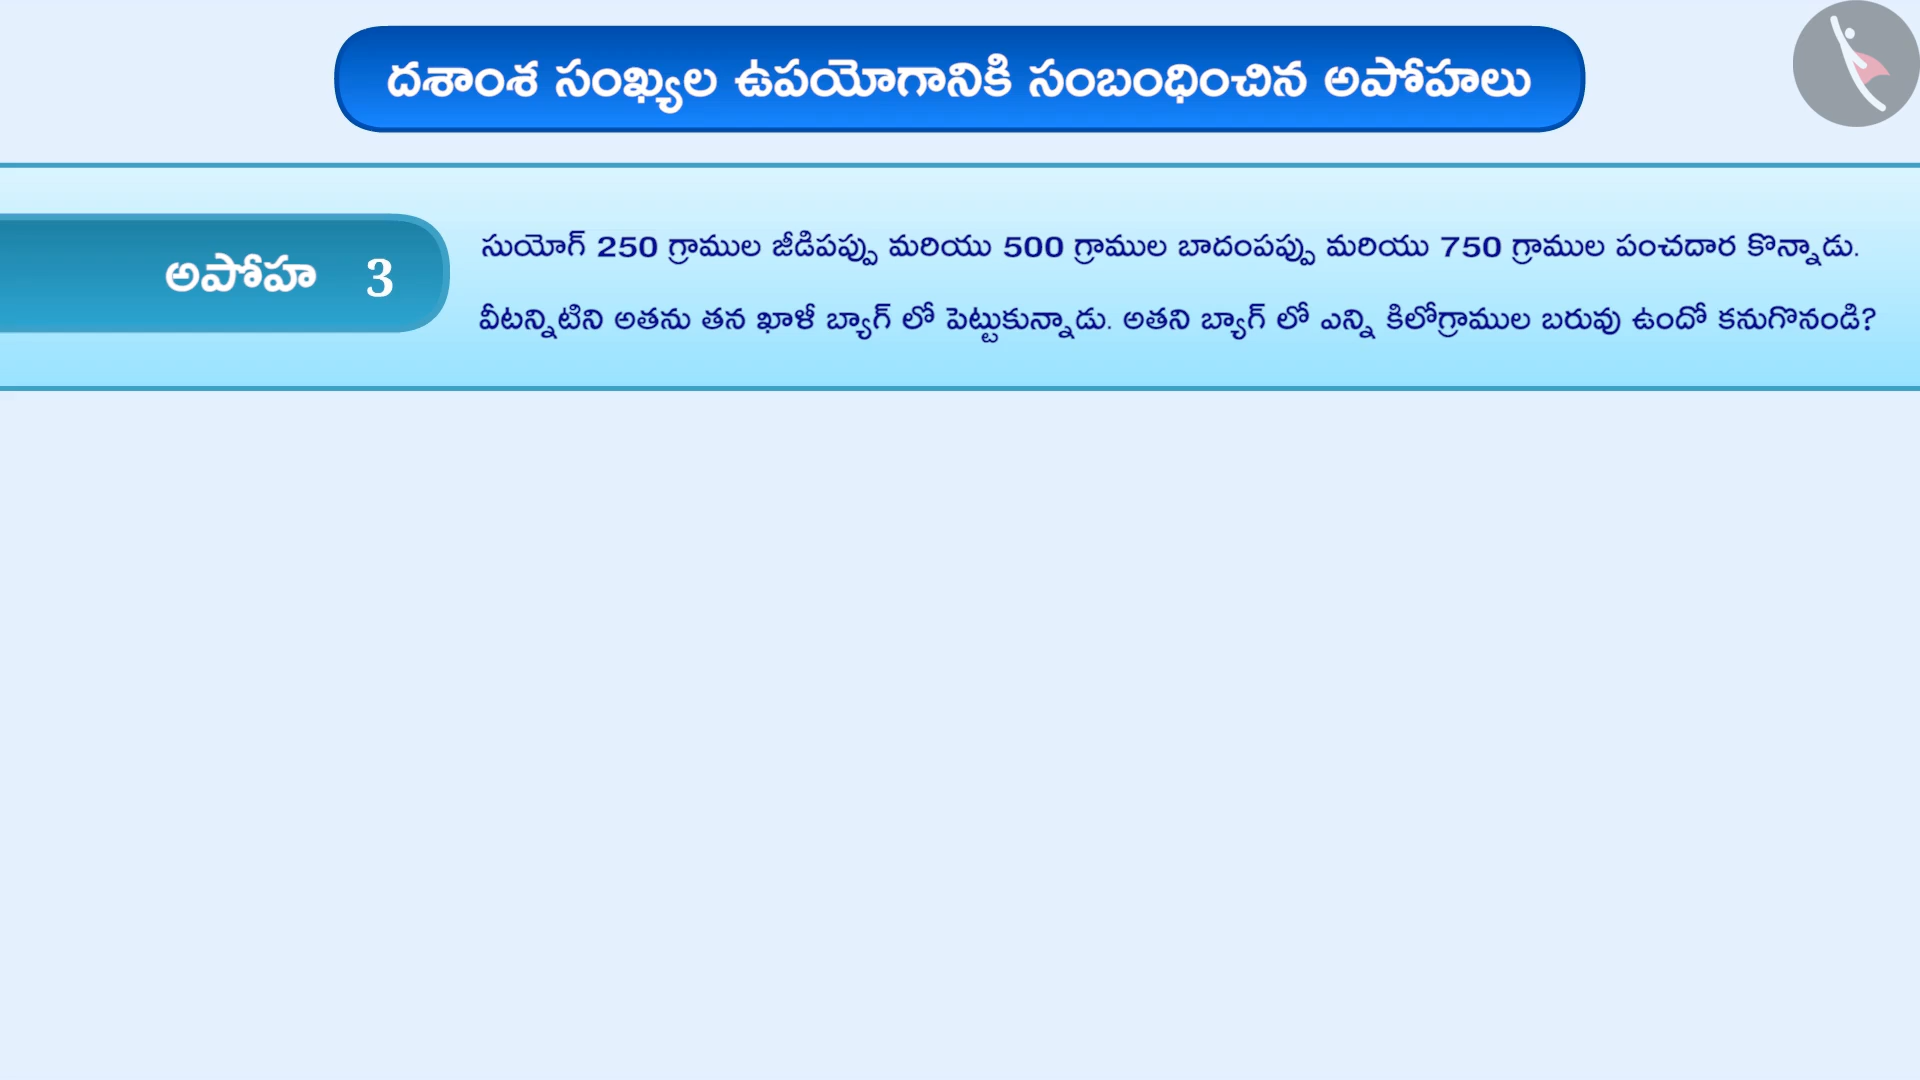 దశాంశ సంఖ్యల ఉపయోగానికి సంబంధించిన అపోహలు
అపోహ 3
సుయోగ్ 250 గ్రాముల జీడిపప్పు మరియు 500 గ్రాముల బాదంపప్పు మరియు 750 గ్రాముల పంచదార కొన్నాడు.
వీటన్నిటిని అతను తన ఖాళీ బ్యాగ్ లో పెట్టుకున్నాడు. అతని బ్యాగ్ లో ఎన్ని కిలోగ్రాముల బరువు ఉందో కనుగొనండి?